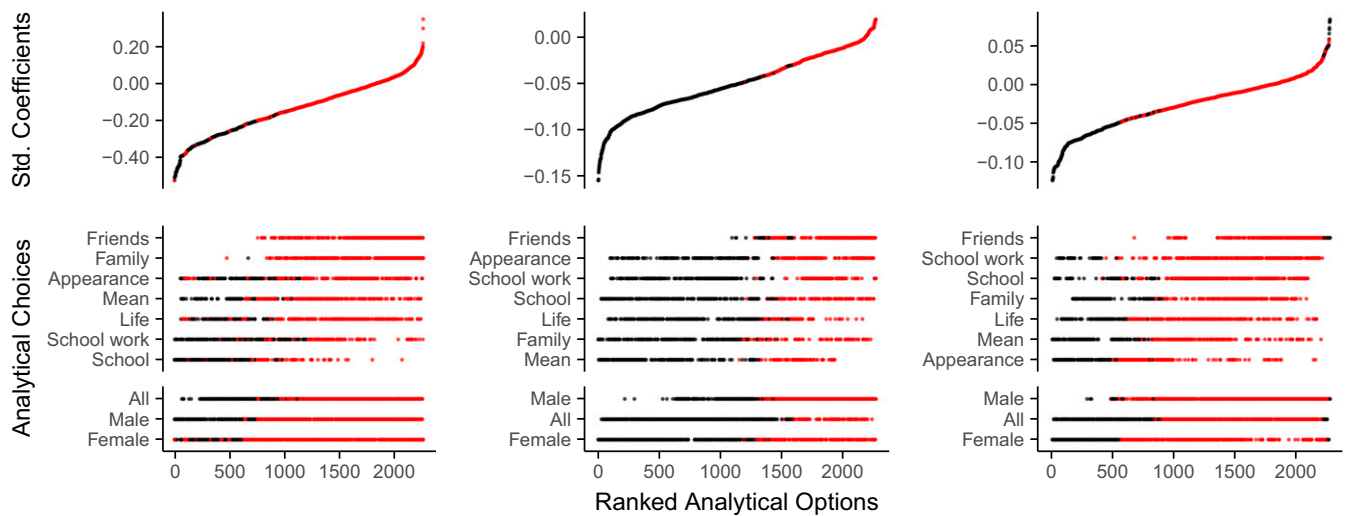 Std. Coefficients
0.20
0.00
-0.20
-0.40
0.00
-0.05
-0.10
-0.15
0.05
0.00
-0.05
-0.10
Analytical Choices
Friends
Family
Appearance
Mean
Life
School work
School
All
Male
Female
0 500 1000 1500 2000
Friends
Appearance
School work
School
Life
Family
Mean
Male
All
Female
0 500 1000 1500 2000
Friends
School work
School
Family
Life
Mean
Appearance
Male
All
Female
0 500 1000 1500 2000
Ranked Analytical Options